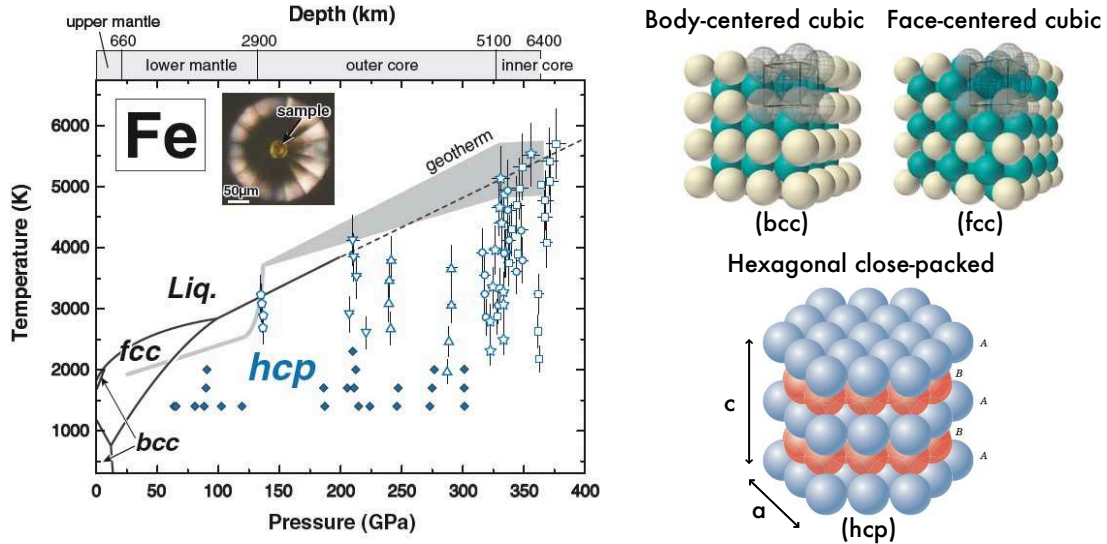 Depth (km)
upper mantle
660
2900
5100
6400
lower mantle
outer core
inner core
Fe
sample
50μm
geotherm
Liq.
fcc
hcp
bcc
6000
5000
4000
3000
2000
1000
Temperature (K)
0
50
100
150
200
250
300
350
400
Pressure (GPa)
Body-centered cubic
Face-centered cubic
(bcc)
(fcc)
Hexagonal close-packed
A
B
A
B
A
c
a
(hcp)